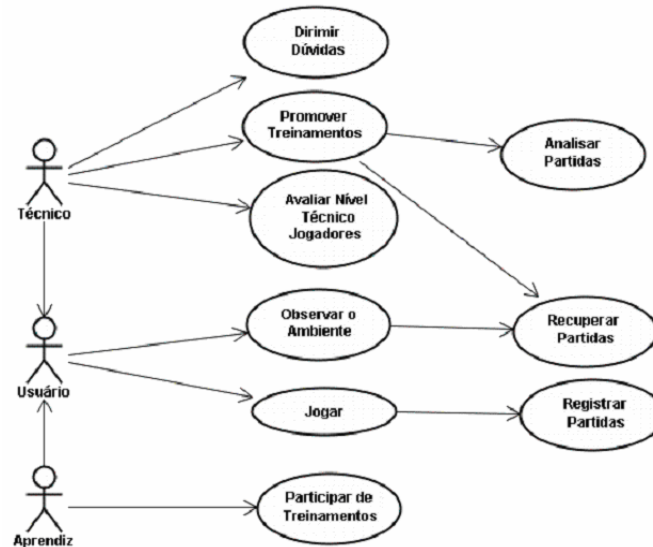 Dirimir
Dúvidas
Promover
Treinamentos
Analisar
Partidas
Técnico
Avaliar Nível
Técnico
Jogadores
Observar o
Ambiente
Recuperar
Partidas
Usuário
Jogar
Registrar
Partidas
Participar de
Treinamentos
Aprendiz